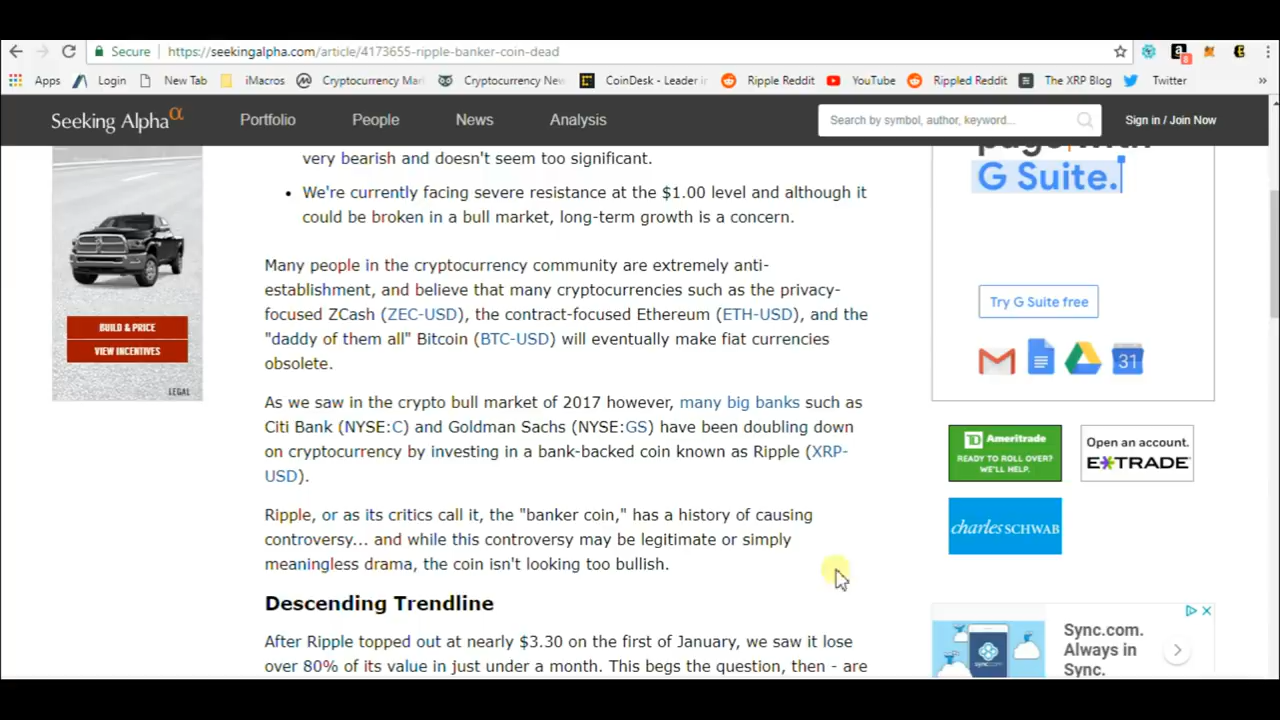 Secure
https://seekingalpha.com/article/4173655-ripple-banker-coin-dead
Apps
Login
New Tab
iMacros
Cryptocurrency Mar
Cryptocurrency New
CoinDesk - Leader i
Ripple Reddit
YouTube
Rippled Reddit
The XRP Blog
Twitter
»
8
Seeking Alpha α
Portfolio
People
News
Analysis
Search by symbol, author, keyword...
Sign in / Join Now
BUILD & PRICE
VIEW INCENTIVES
LEGAL
very bearish and doesn't seem too significant.
• We're currently facing severe resistance at the $1.00 level and although it
could be broken in a bull market, long-term growth is a concern.
Many people in the cryptocurrency community are extremely anti-
establishment, and believe that many cryptocurrencies such as the privacy-
focused ZCash (ZEC-USD), the contract-focused Ethereum (ETH-USD), and the
"daddy of them all" Bitcoin (BTC-USD) will eventually make fiat currencies
obsolete.
As we saw in the crypto bull market of 2017 however, many big banks such as
Citi Bank (NYSE:C) and Goldman Sachs (NYSE:GS) have been doubling down
on cryptocurrency by investing in a bank-backed coin known as Ripple (XRP-
USD).
Ripple, or as its critics call it, the "banker coin," has a history of causing
controversy... and while this controversy may be legitimate or simply
meaningless drama, the coin isn't looking too bullish.
Descending Trendline
After Ripple topped out at nearly $3.30 on the first of January, we saw it lose
over 80% of its value in just under a month. This begs the question, then - are
page with
G Suite.
Try G Suite free
31
Ameritrade
READY TO ROLL OVER?
WE'LL HELP.
Open an account.
E*TRADE
charles SCHWAB
Sync.com.
Always in
Sync.